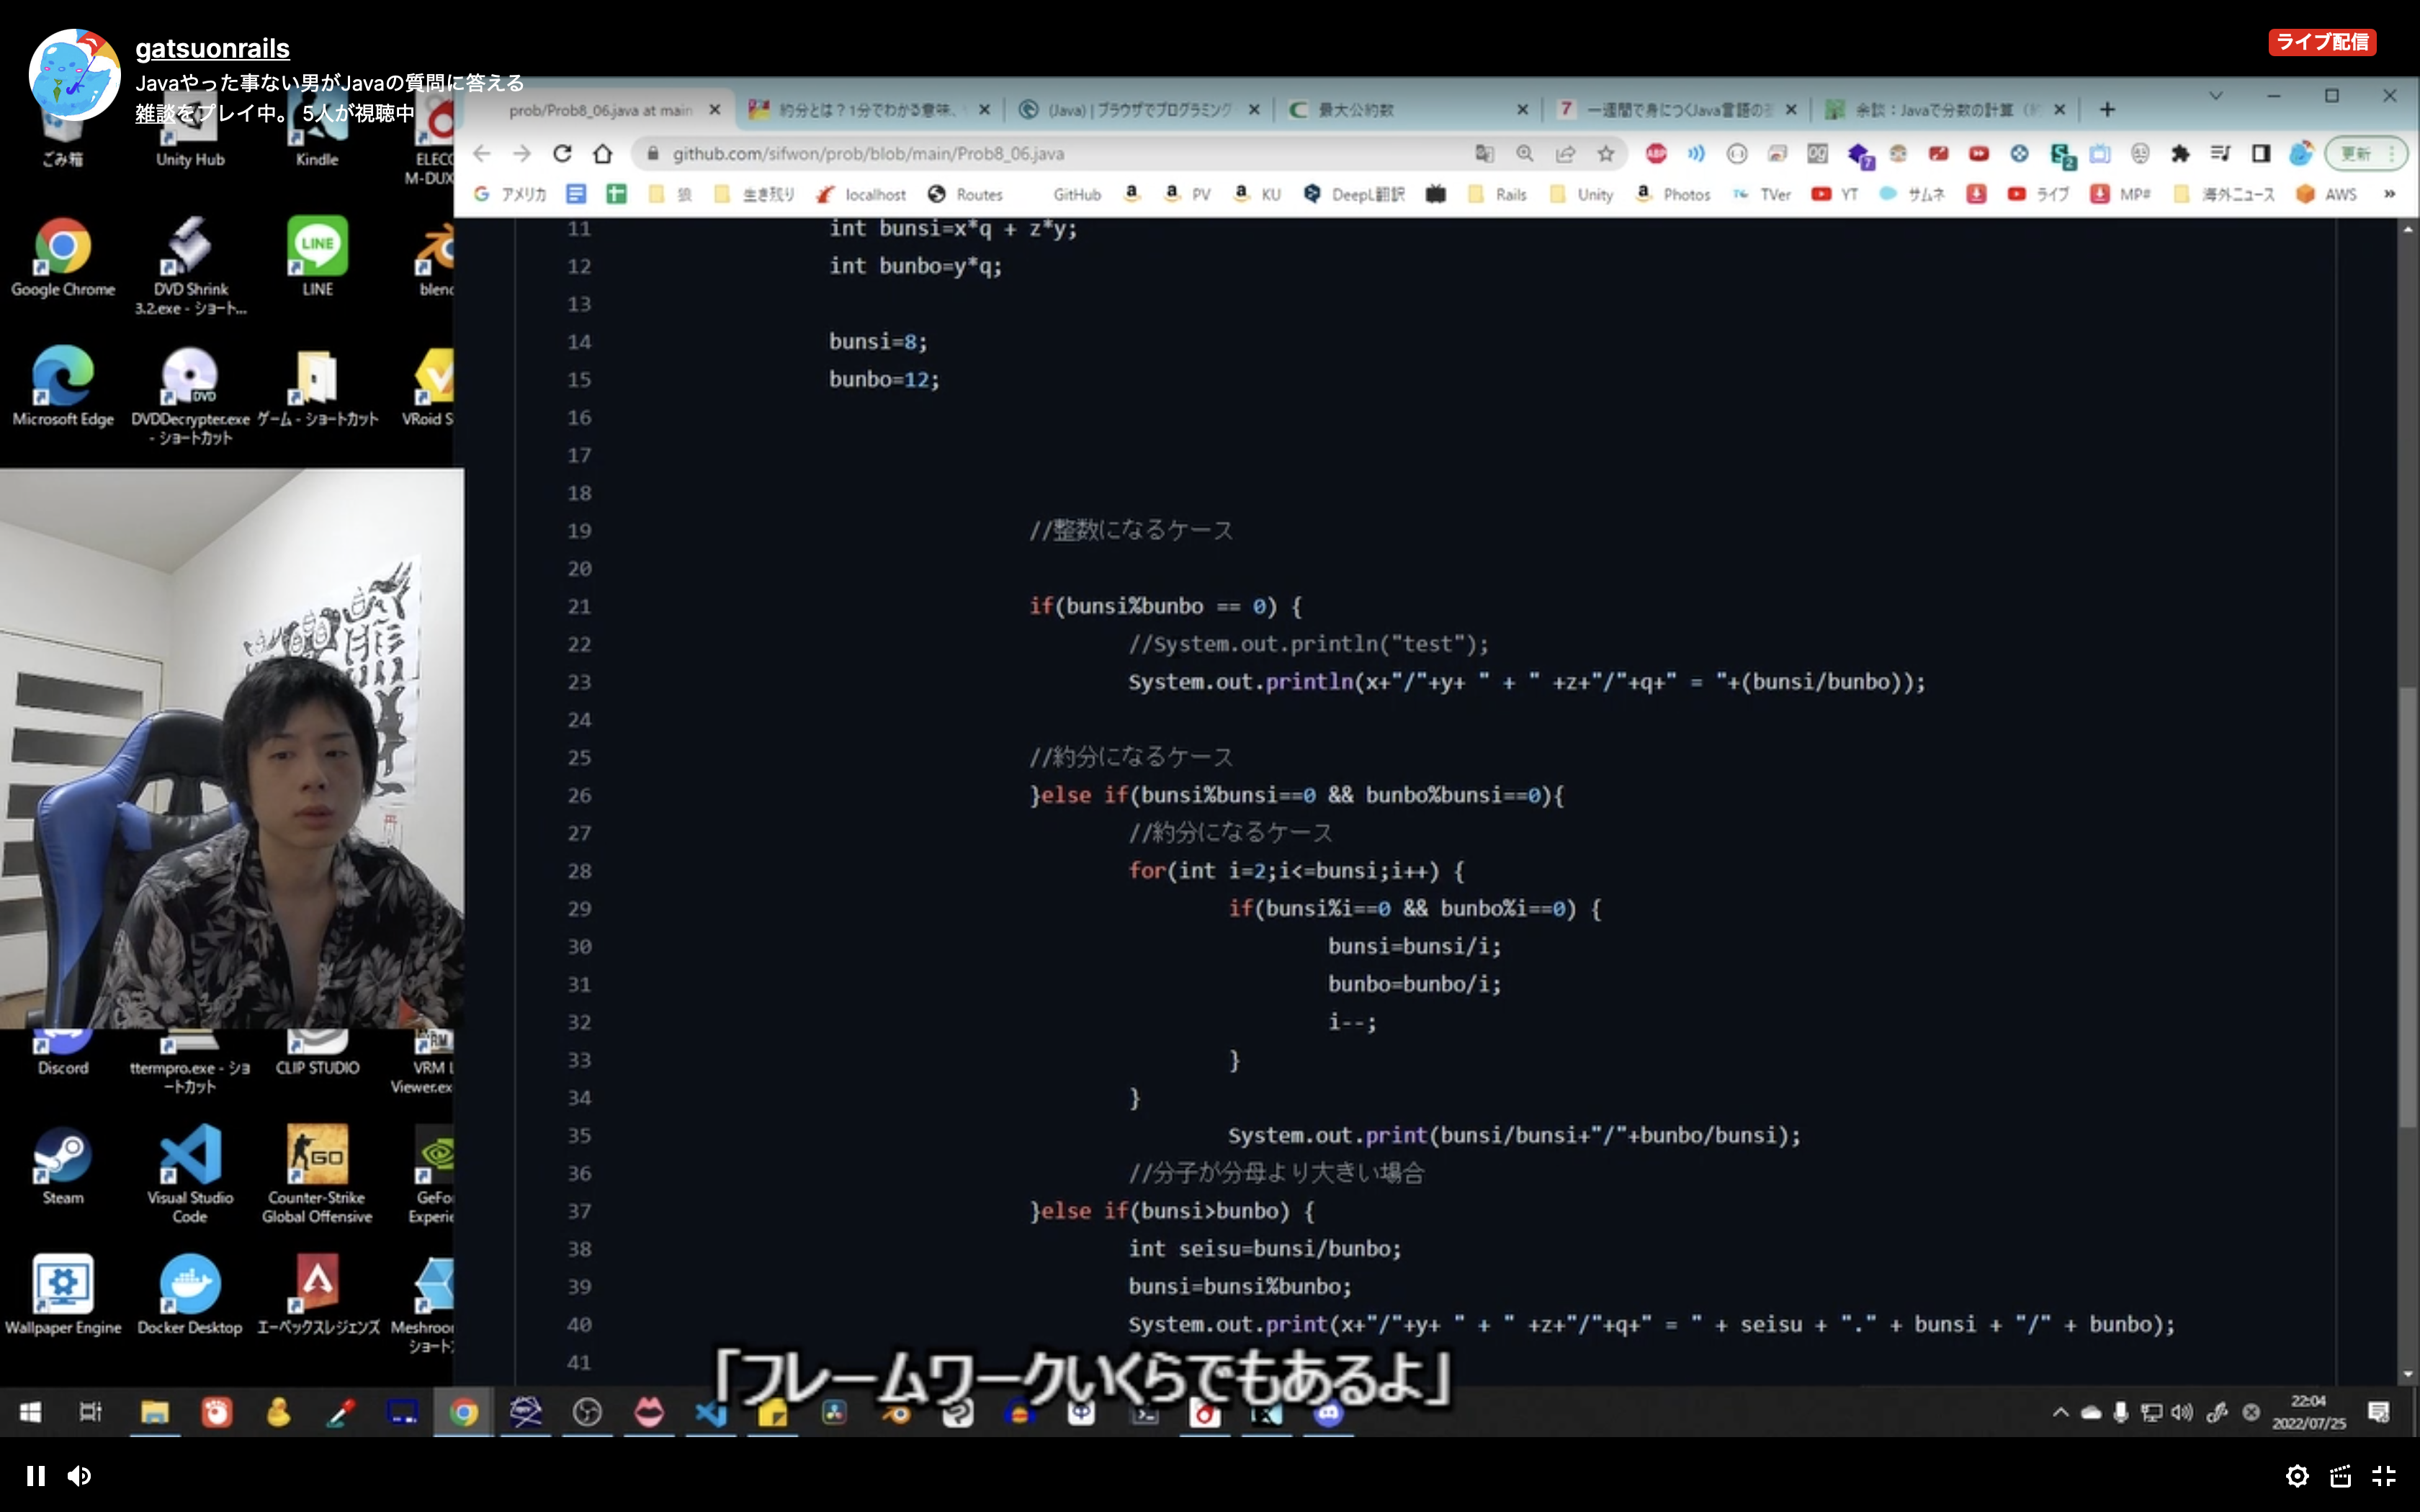 gatsuonrails
Javaやった事ない男がJavaの質問に答える
雑談をプレイ中。 5人が視聴中
ライブ配信
prob/Prob8_06.java at main
約分とは？1分でわかる意味、
(Java) | ブラウザでプログラミング
最大公約数
一週間で身につくJava言語の
余談：Javaで分数の計算（
github.com/sifwon/prob/blob/main/Prob8_06.java
更新
アメリカ
狼
生き残り
localhost
Routes
GitHub
PV
KU
DeepL翻訳
Rails
Unity
Photos
TVer
YT
サムネ
ライブ
MP#
海外ニュース
AWS
»
ごみ箱
Unity Hub
Kindle
ELEC
M-DUX
Google Chrome
DVD Shrink
3.2.exe - ショート...
LINE
blen
Microsoft Edge
DVDDecrypter.exe
- ショートカット
ゲーム - ショートカット
VRoid S
Discord
ttermpro.exe - ショ
ートカット
CLIP STUDIO
VRM L
Viewer.ex
Steam
Visual Studio
Code
Counter-Strike
Global Offensive
GeFo
Experie
Wallpaper Engine
Docker Desktop
エーペックスレジェンズ
Meshroo
ショート
11 int bunsi=x*q + z*y;
12 int bunbo=y*q;
13
14 bunsi=8;
15 bunbo=12;
16
17
18
19 //整数になるケース
20
21 if(bunsi%bunbo == 0) {
22 //System.out.println("test");
23 System.out.println(x+"/"+y+ " + " +z+"/"+q+" = "+(bunsi/bunbo));
24
25 //約分になるケース
26 }else if(bunsi%bunsi==0 && bunbo%bunsi==0){
27 //約分になるケース
28 for(int i=2;i<=bunsi;i++) {
29 if(bunsi%i==0 && bunbo%i==0) {
30 bunsi=bunsi/i;
31 bunbo=bunbo/i;
32 i--;
33 }
34 }
35 System.out.print(bunsi/bunsi+"/"+bunbo/bunsi);
36 //分子が分母より大きい場合
37 }else if(bunsi>bunbo) {
38 int seisu=bunsi/bunbo;
39 bunsi=bunsi%bunbo;
40 System.out.print(x+"/"+y+ " + " +z+"/"+q+" = " + seisu + "." + bunsi + "/" + bunbo);
41
「フレームワークいくらでもあるよ」
22:04
2022/07/25